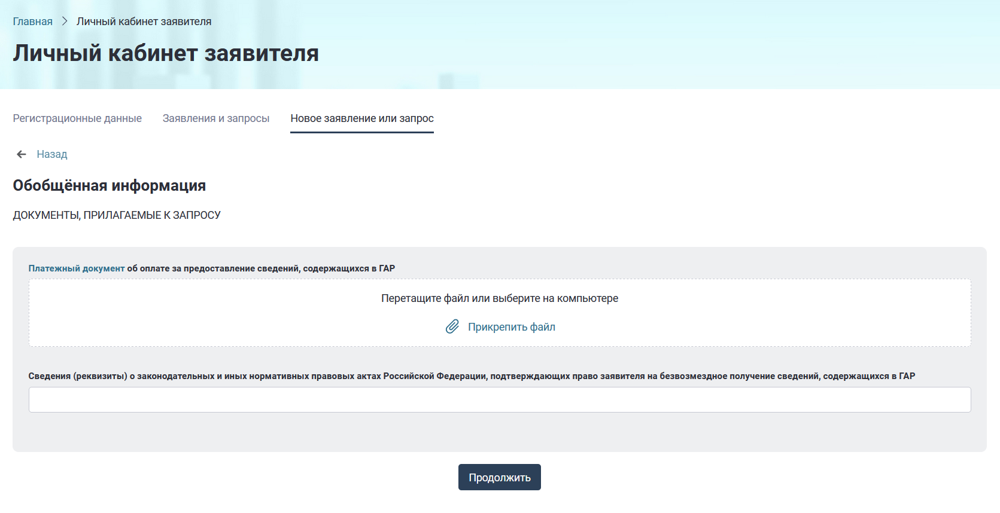 Главная > Личный кабинет заявителя
Личный кабинет заявителя
Регистрационные данные Заявления и запросы Новое заявление или запрос
← Назад
Обобщённая информация
ДОКУМЕНТЫ, ПРИЛАГАЕМЫЕ К ЗАПРОСУ
Платежный документ об оплате за предоставление сведений, содержащихся в ГАР
Перетащите файл или выберите на компьютере
Прикрепить файл
Сведения (реквизиты) о законодательных и иных нормативных правовых актах Российской Федерации, подтверждающих право заявителя на безвозмездное получение сведений, содержащихся в ГАР
Продолжить